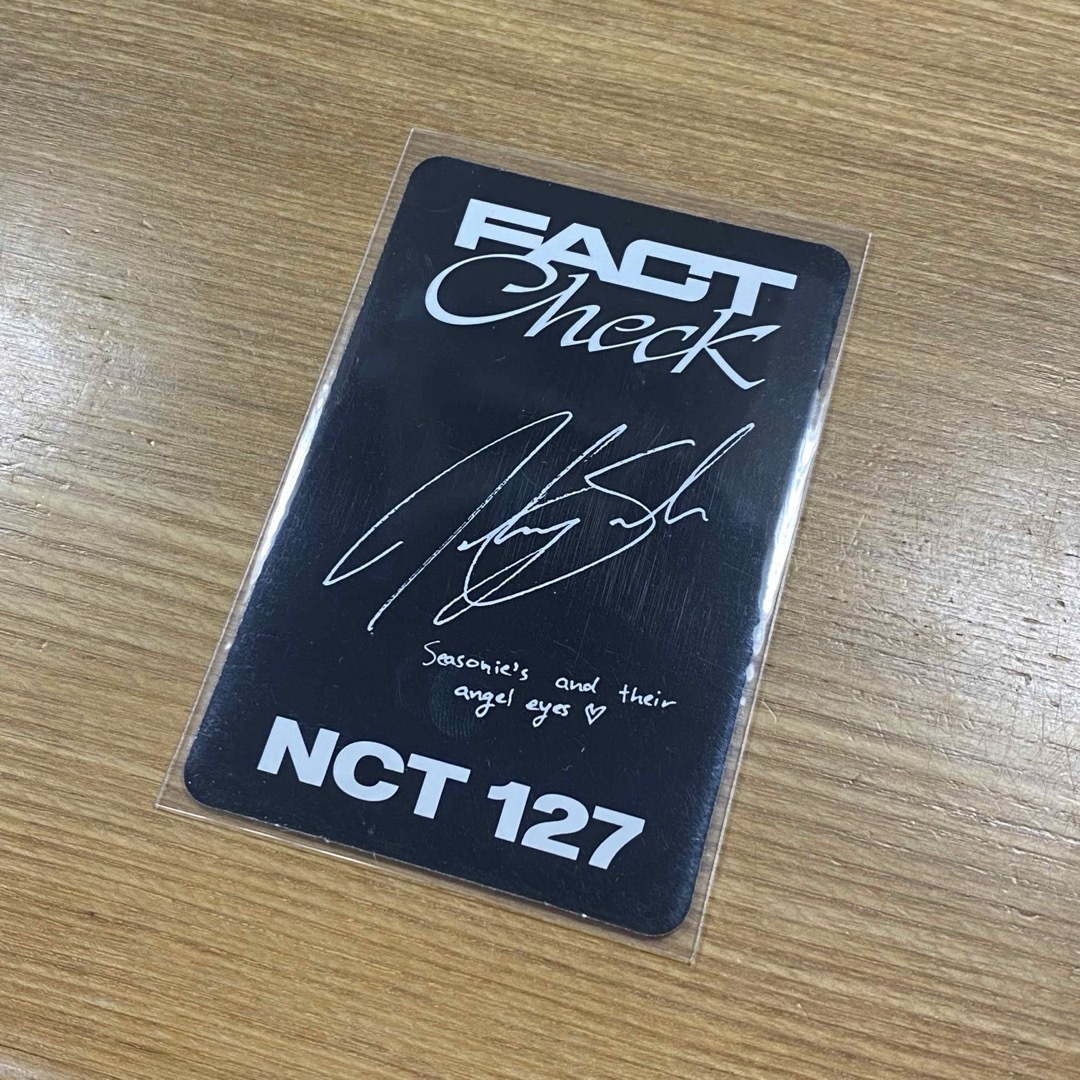 FACT
Check
Seasonie's and their
angel eyes ♡
NCT 127